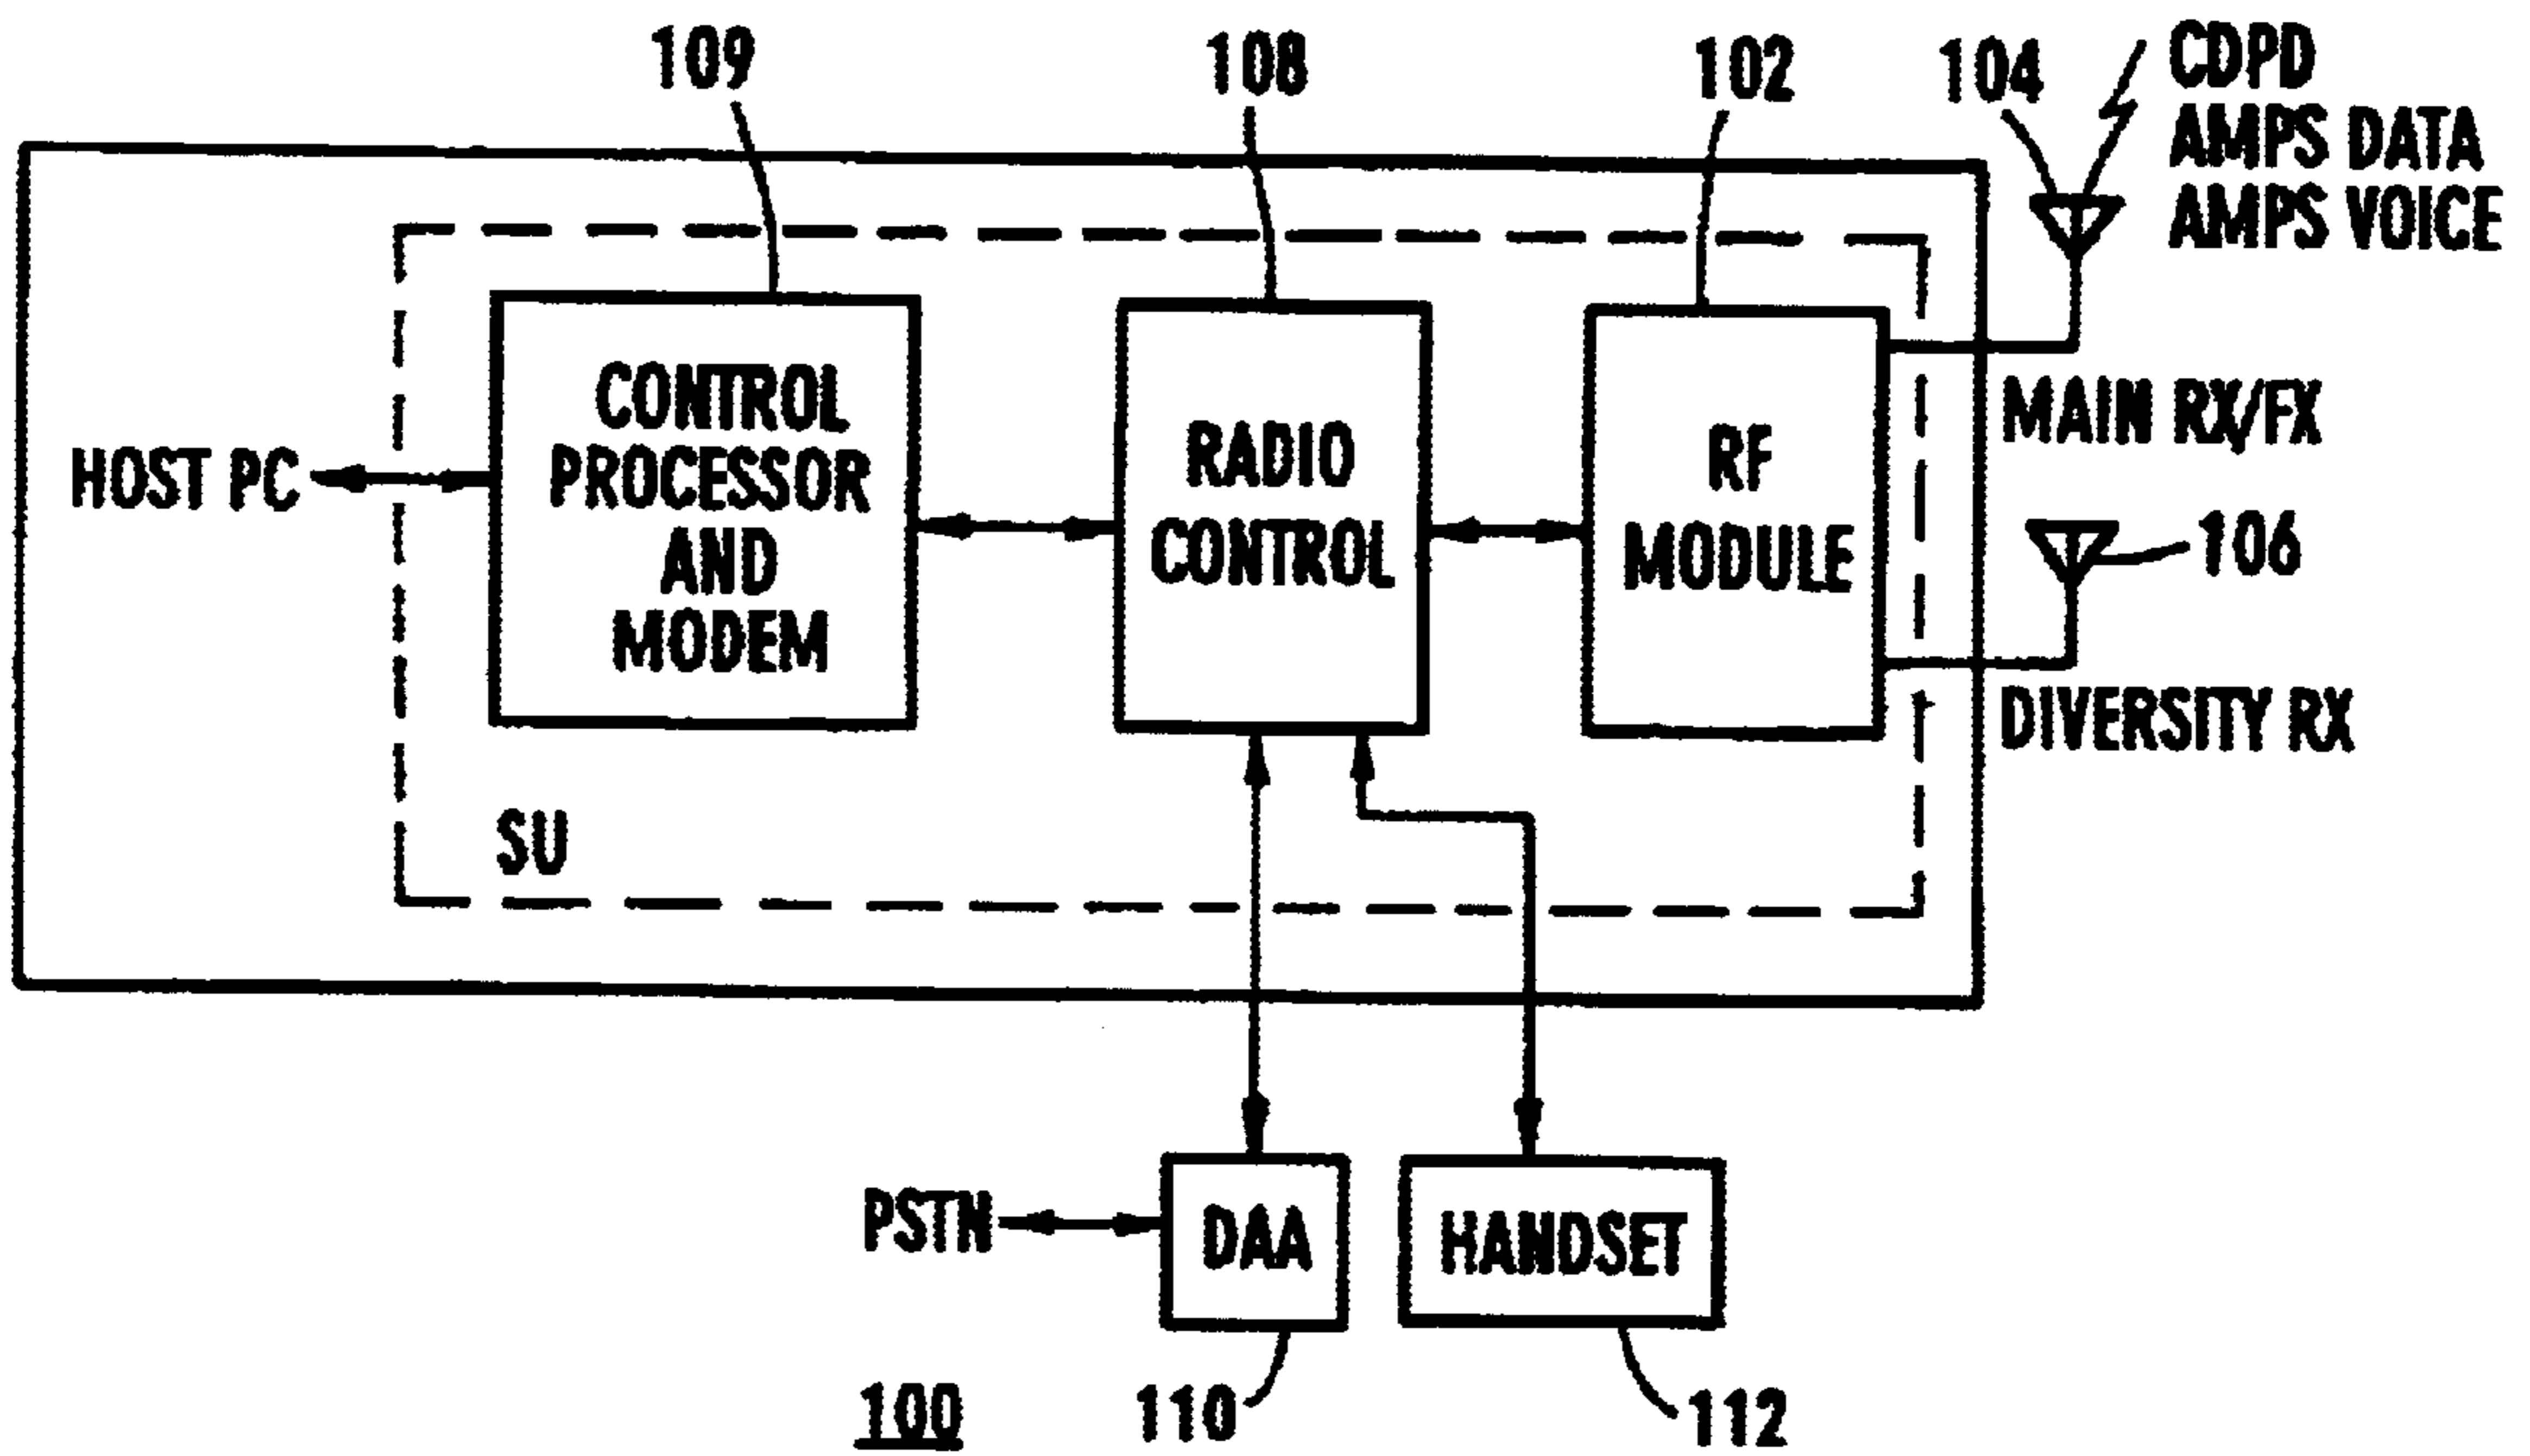 109
108
102
104
CDPD
AMPS DATA
AMPS VOICE
CONTROL
PROCESSOR
AND
MODEM
RADIO
CONTROL
RF
MODULE
HOST PC
MAIN RX/FX
106
DIVERSITY RX
SU
PSTN
DAA
HANDSET
100
110
112